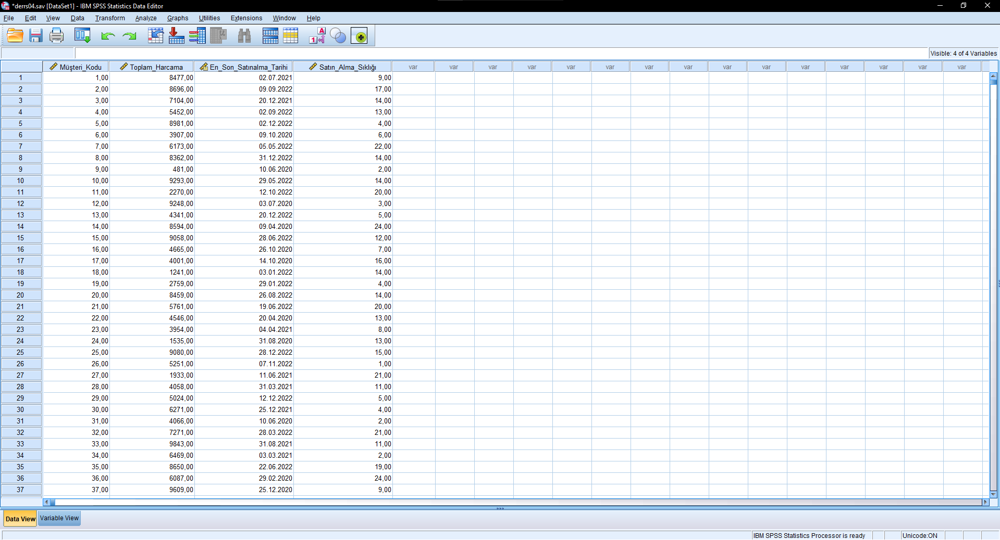 *derrs04.sav [DataSet1] - IBM SPSS Statistics Data Editor
File Edit View Data Transform Analyze Graphs Utilities Extensions Window Help
Visible: 4 of 4 Variables
Müşteri_Kodu Toplam_Harcama En_Son_Satınalma_Tarihi Satın_Alma_Sıklığı var var var var var var var var var var var var var var var
1 1,00 8477,00 02.07.2021 9,00
2 2,00 8696,00 09.09.2022 17,00
3 3,00 7104,00 20.12.2021 14,00
4 4,00 5452,00 02.09.2022 13,00
5 5,00 8981,00 02.12.2022 4,00
6 6,00 3907,00 09.10.2020 6,00
7 7,00 6173,00 05.05.2022 22,00
8 8,00 8362,00 31.12.2022 14,00
9 9,00 481,00 10.06.2020 2,00
10 10,00 9293,00 29.05.2022 14,00
11 11,00 2270,00 12.10.2022 20,00
12 12,00 9248,00 03.07.2020 3,00
13 13,00 4341,00 20.12.2022 5,00
14 14,00 8594,00 09.04.2020 24,00
15 15,00 9058,00 28.06.2022 12,00
16 16,00 4665,00 26.10.2020 7,00
17 17,00 4001,00 14.10.2020 16,00
18 18,00 1241,00 03.01.2022 14,00
19 19,00 2759,00 29.01.2022 4,00
20 20,00 8459,00 26.08.2022 14,00
21 21,00 5761,00 19.06.2022 20,00
22 22,00 4546,00 20.04.2020 13,00
23 23,00 3954,00 04.04.2021 8,00
24 24,00 1535,00 31.08.2020 13,00
25 25,00 9080,00 28.12.2022 15,00
26 26,00 5251,00 07.11.2022 1,00
27 27,00 1933,00 11.06.2021 21,00
28 28,00 4058,00 31.03.2021 11,00
29 29,00 5024,00 12.12.2022 5,00
30 30,00 6271,00 25.12.2021 4,00
31 31,00 4066,00 10.06.2020 2,00
32 32,00 7271,00 28.03.2022 21,00
33 33,00 9843,00 31.08.2021 11,00
34 34,00 6469,00 03.03.2021 2,00
35 35,00 8650,00 22.06.2022 19,00
36 36,00 6087,00 29.02.2020 24,00
37 37,00 9609,00 25.12.2020 9,00
Data View Variable View
IBM SPSS Statistics Processor is ready Unicode:ON